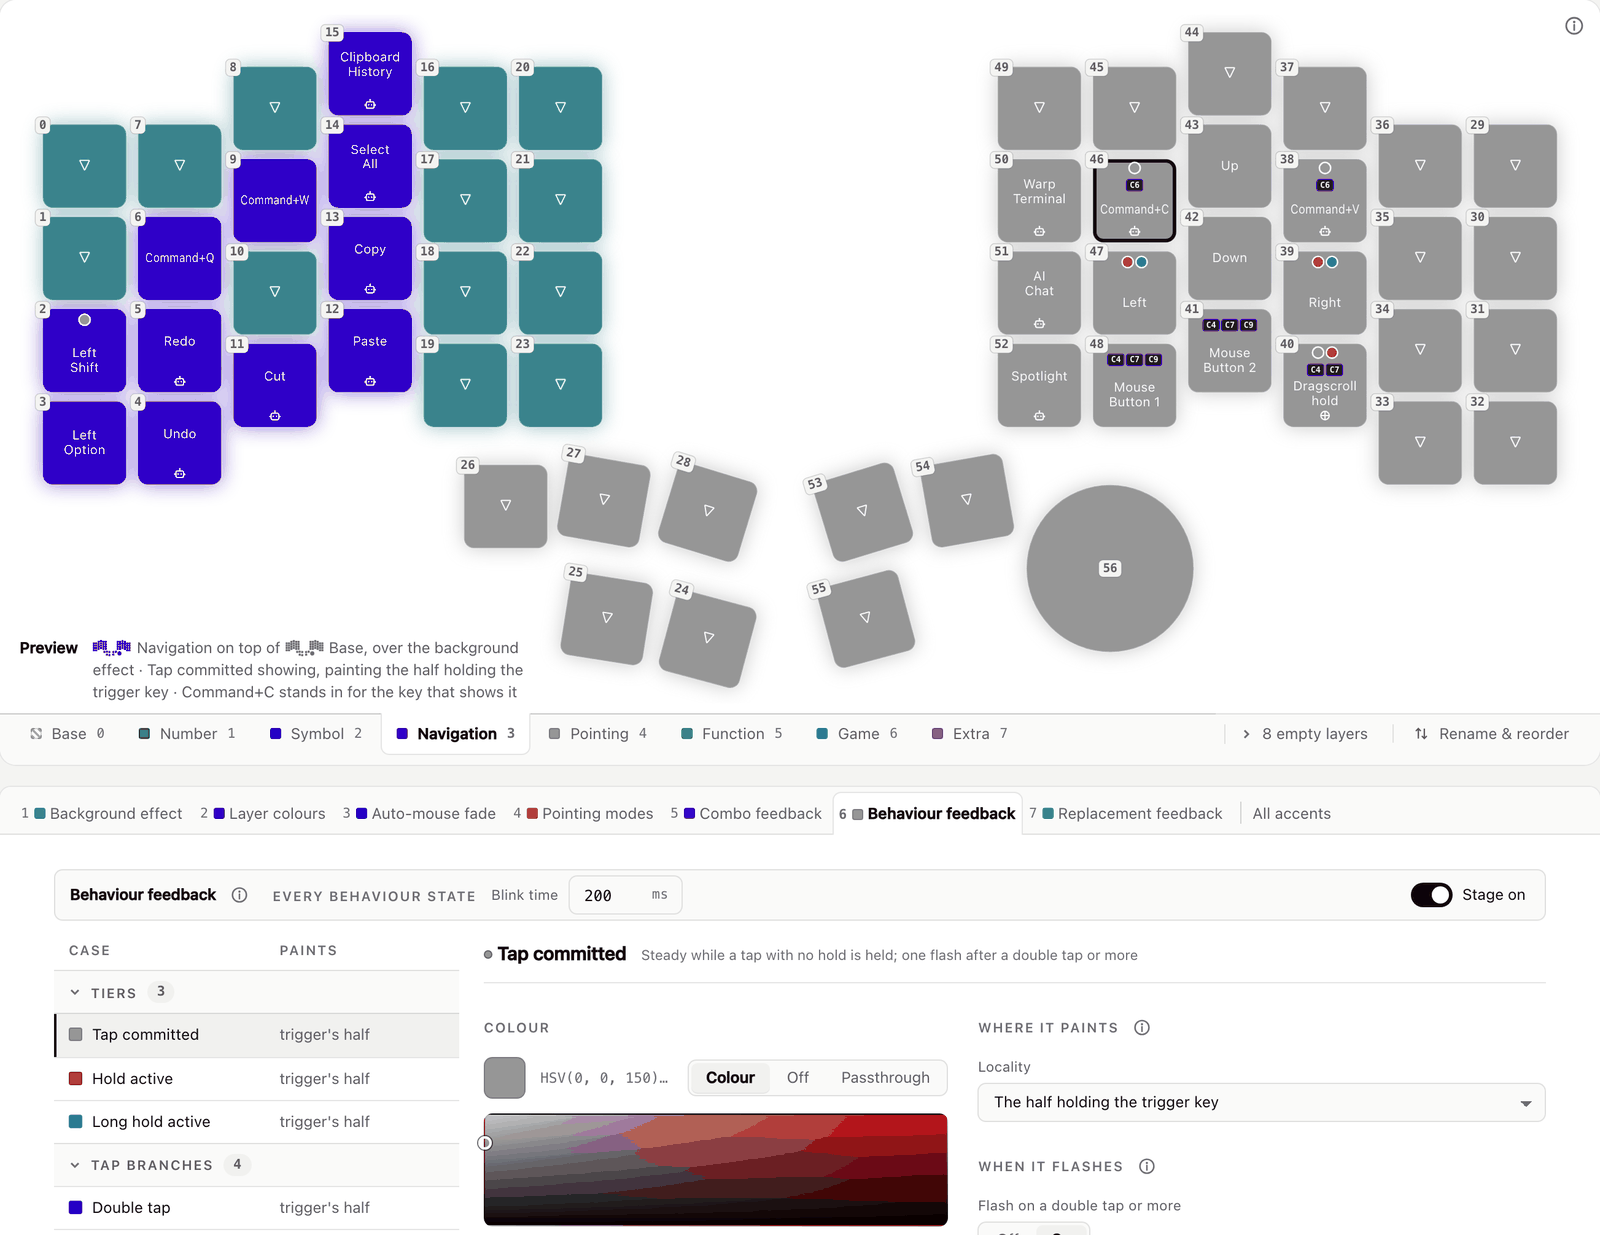 15
Clipboard
History
44
8
16
20
49
45
37
0
7
14
Select
All
43
Up
36
29
9
Command+W
17
21
50
Warp
Terminal
46
C6
Command+C
38
C6
Command+V
1
6
Command+Q
13
Copy
42
Down
35
30
10
18
22
51
AI
Chat
47
Left
39
Right
2
Left
Shift
5
Redo
12
Paste
41
C4 C7 C9
Mouse
Button 2
34
31
11
Cut
19
23
52
Spotlight
48
C4 C7 C9
Mouse
Button 1
40
C4 C7
Dragscroll
hold
3
Left
Option
4
Undo
33
32
26
27
28
53
54
25
24
55
56
Preview Navigation on top of Base, over the background
effect · Tap committed showing, painting the half holding the
trigger key · Command+C stands in for the key that shows it
Base 0 Number 1 Symbol 2 Navigation 3 Pointing 4 Function 5 Game 6 Extra 7 8 empty layers Rename & reorder
1 Background effect 2 Layer colours 3 Auto-mouse fade 4 Pointing modes 5 Combo feedback 6 Behaviour feedback 7 Replacement feedback All accents
Behaviour feedback EVERY BEHAVIOUR STATE Blink time 200 ms Stage on
CASE PAINTS
TIERS 3
Tap committed trigger's half
Hold active trigger's half
Long hold active trigger's half
TAP BRANCHES 4
Double tap trigger's half
Tap committed Steady while a tap with no hold is held; one flash after a double tap or more
COLOUR
HSV(0, 0, 150)… Colour Off Passthrough
WHERE IT PAINTS
Locality
The half holding the trigger key
WHEN IT FLASHES
Flash on a double tap or more